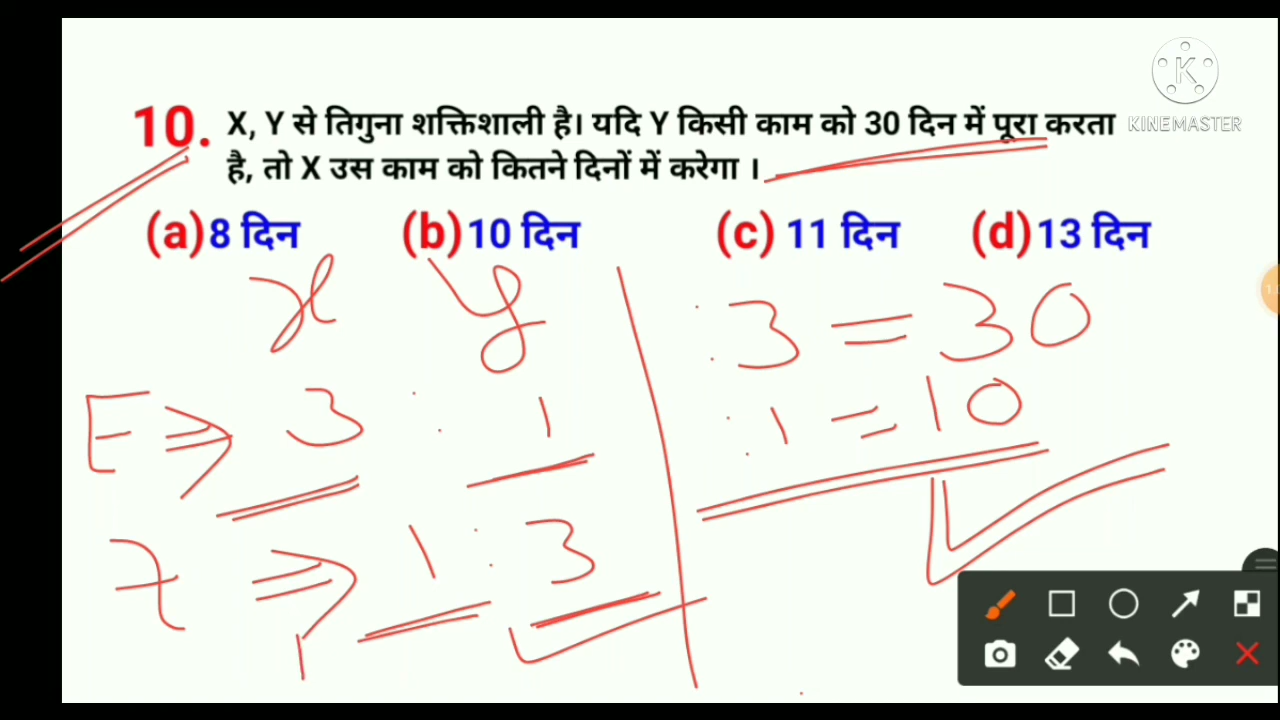 10. X, Y से तिगुना शक्तिशाली है। यदि Y किसी काम को 30 दिन में पूरा करता
है, तो X उस काम को कितने दिनों में करेगा ।
(a) 8 दिन (b) 10 दिन (c) 11 दिन (d) 13 दिन
KINEMASTER
x y
E ⇒ 3 : 1
⇒ 1 : 3
: 3 = 30
: 1 = 10